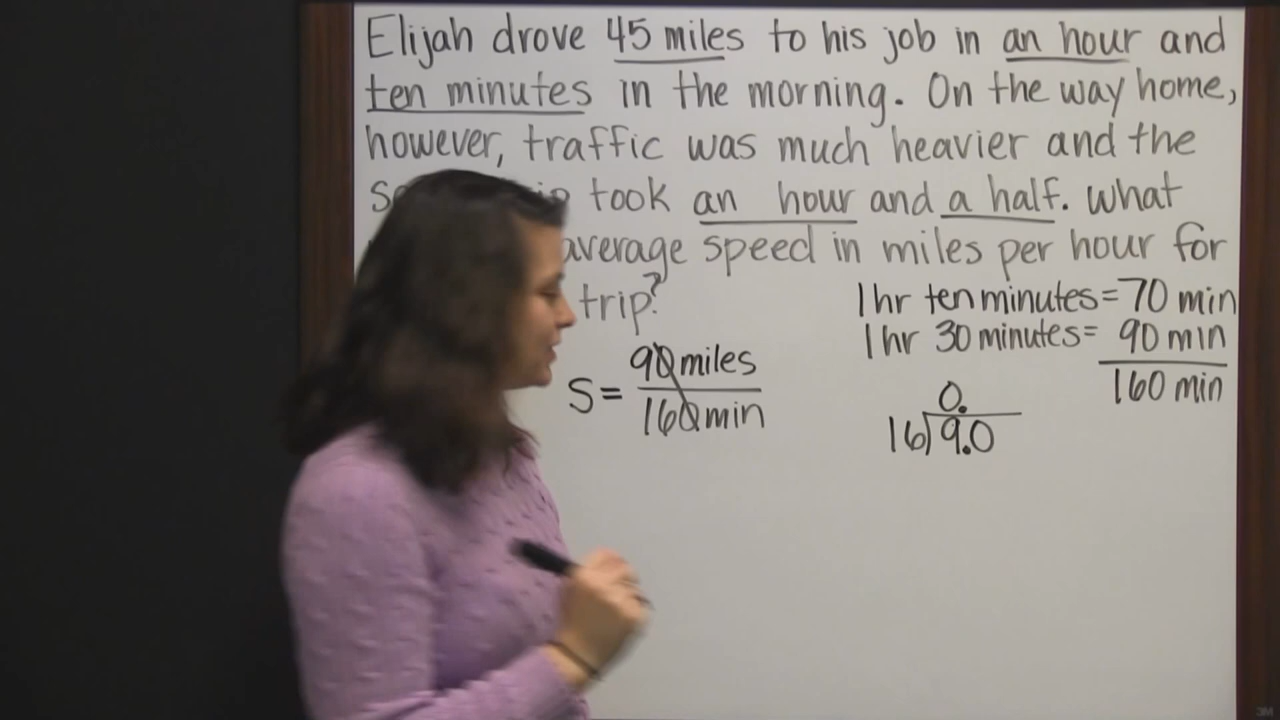 Elijah drove 45 miles to his job in an hour and
ten minutes in the morning. On the way home,
however, traffic was much heavier and the
took an hour and a half. What
average speed in miles per hour for
trip?
1 hr ten minutes = 70 min
1 hr 30 minutes = 90 min
160 min
S = 90 miles
160 min
0.
16)9.0
3M